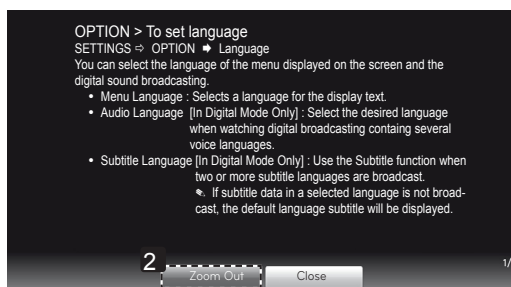 OPTION > To set language
SETTINGS ⇨ OPTION ➡ Language
You can select the language of the menu displayed on the screen and the
digital sound broadcasting.
• Menu Language : Selects a language for the display text.
• Audio Language [In Digital Mode Only] : Select the desired language
when watching digital broadcasting containg several
voice languages.
• Subtitle Language [In Digital Mode Only] : Use the Subtitle function when
two or more subtitle languages are broadcast.
✎ If subtitle data in a selected language is not broad-
cast, the default language subtitle will be displayed.
2
Zoom Out Close
1/